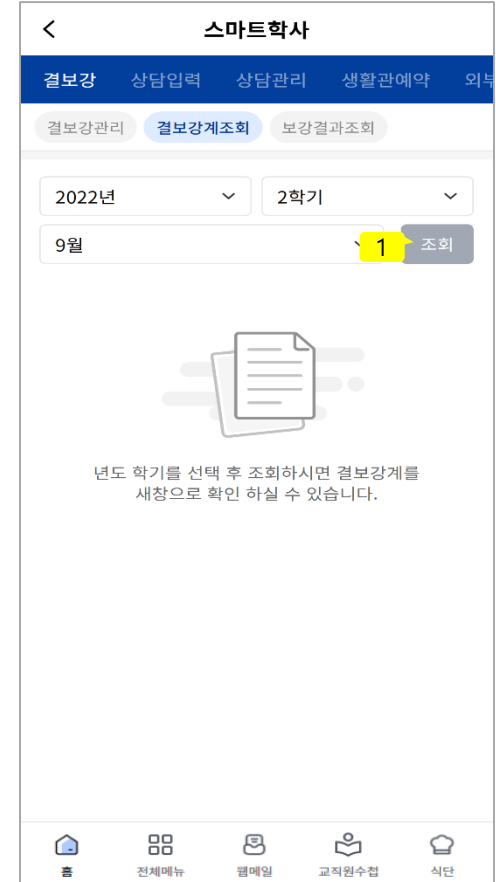 스마트학사
결보강 상담입력 상담관리 생활관예약 외부
결보강관리 결보강계조회 보강결과조회
2022년 2학기
9월 1 조회
년도 학기를 선택 후 조회하시면 결보강계를
새창으로 확인 하실 수 있습니다.
홈 전체메뉴 웹메일 교직원수첩 식단